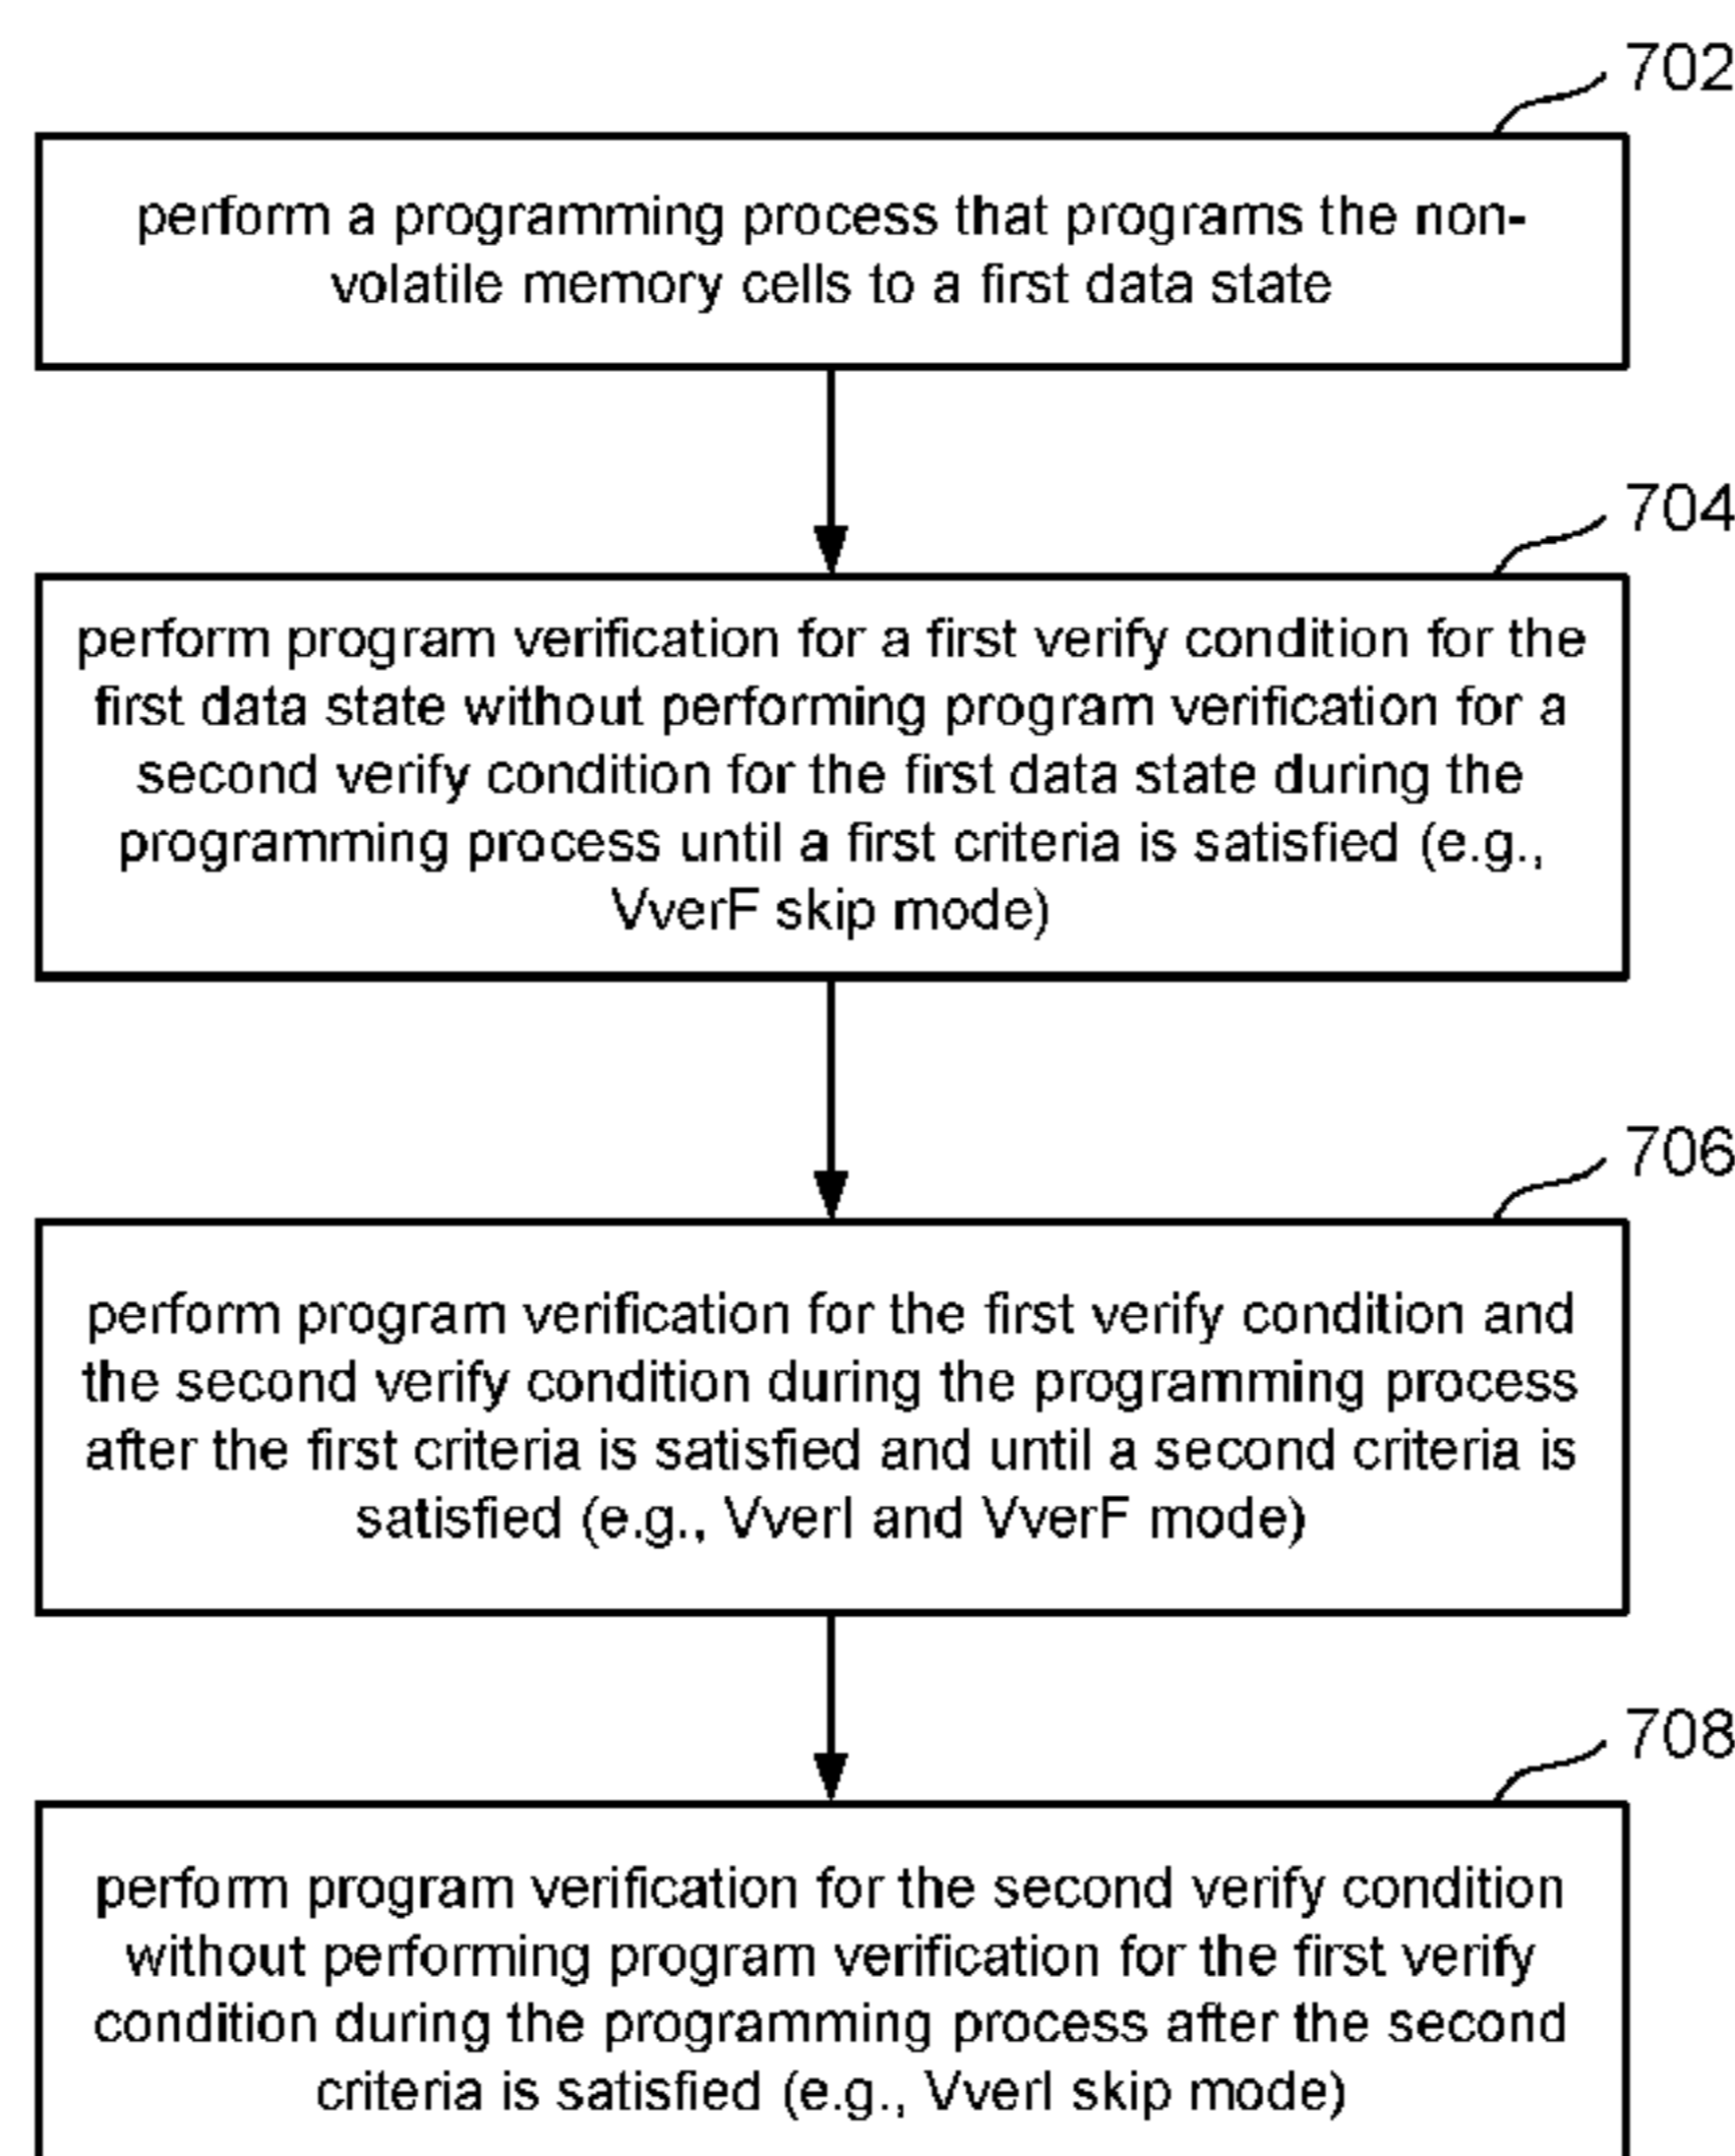 702
perform a programming process that programs the non-
volatile memory cells to a first data state
704
perform program verification for a first verify condition for the
first data state without performing program verification for a
second verify condition for the first data state during the
programming process until a first criteria is satisfied (e.g.,
VverF skip mode)
706
perform program verification for the first verify condition and
the second verify condition during the programming process
after the first criteria is satisfied and until a second criteria is
satisfied (e.g., VverI and VverF mode)
708
perform program verification for the second verify condition
without performing program verification for the first verify
condition during the programming process after the second
criteria is satisfied (e.g., VverI skip mode)